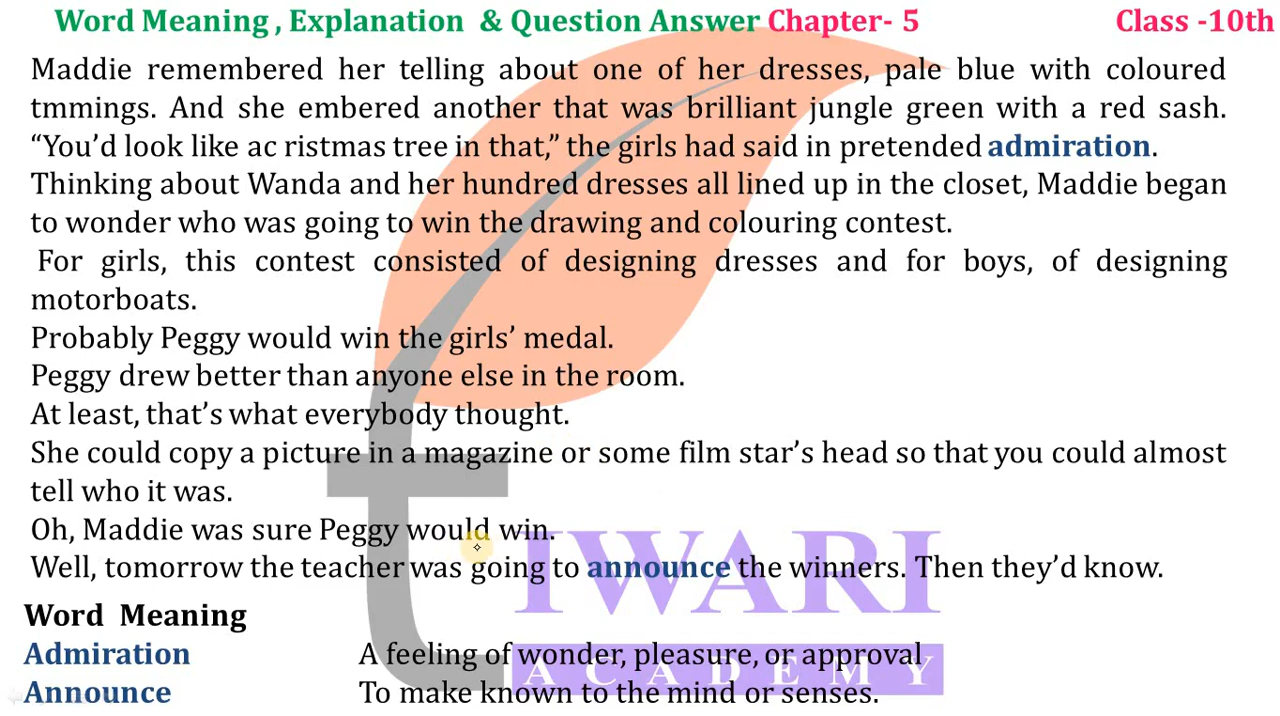 Word Meaning , Explanation & Question Answer Chapter- 5 Class -10th
Maddie remembered her telling about one of her dresses, pale blue with coloured
tmmings. And she embered another that was brilliant jungle green with a red sash.
“You’d look like ac ristmas tree in that,” the girls had said in pretended admiration.
Thinking about Wanda and her hundred dresses all lined up in the closet, Maddie began
to wonder who was going to win the drawing and colouring contest.
For girls, this contest consisted of designing dresses and for boys, of designing
motorboats.
Probably Peggy would win the girls’ medal.
Peggy drew better than anyone else in the room.
At least, that’s what everybody thought.
She could copy a picture in a magazine or some film star’s head so that you could almost
tell who it was.
Oh, Maddie was sure Peggy would win.
Well, tomorrow the teacher was going to announce the winners. Then they’d know.
Word Meaning
Admiration A feeling of wonder, pleasure, or approval
Announce To make known to the mind or senses.
tIWARI
ACADEMY